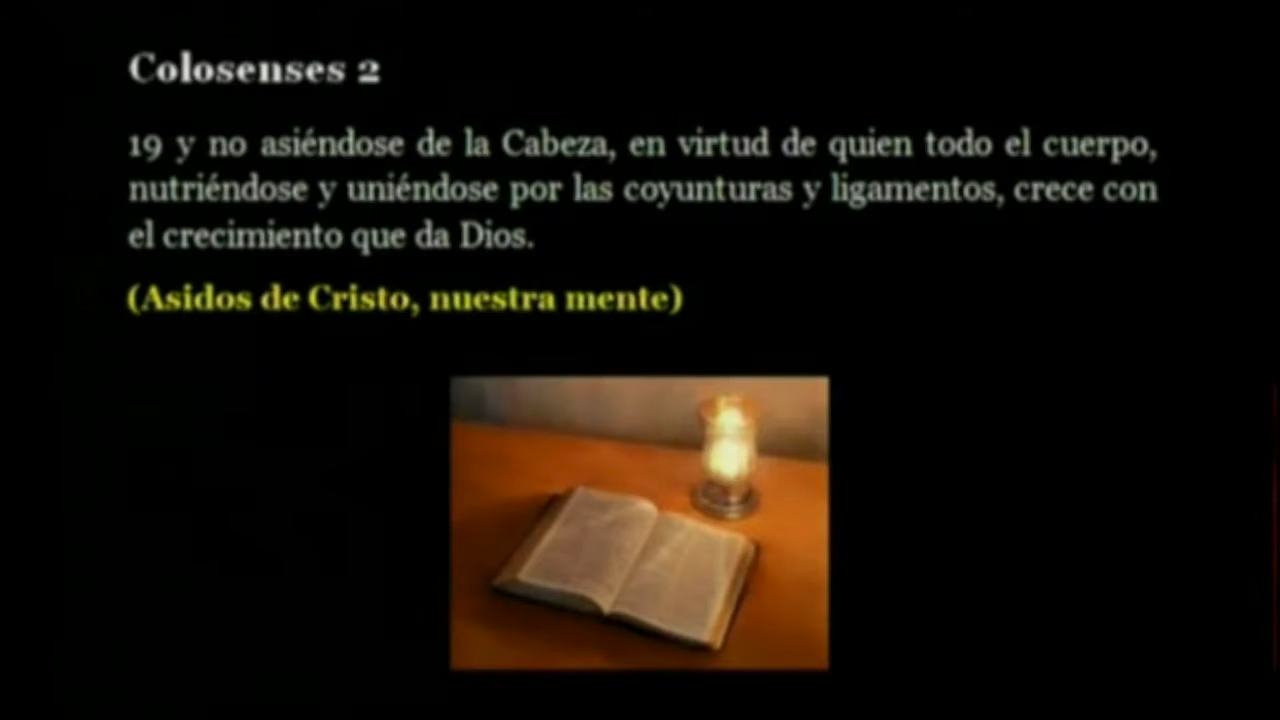 Colosenses 2
19 y no asiéndose de la Cabeza, en virtud de quien todo el cuerpo,
nutriéndose y uniéndose por las coyunturas y ligamentos, crece con
el crecimiento que da Dios.
(Asidos de Cristo, nuestra mente)